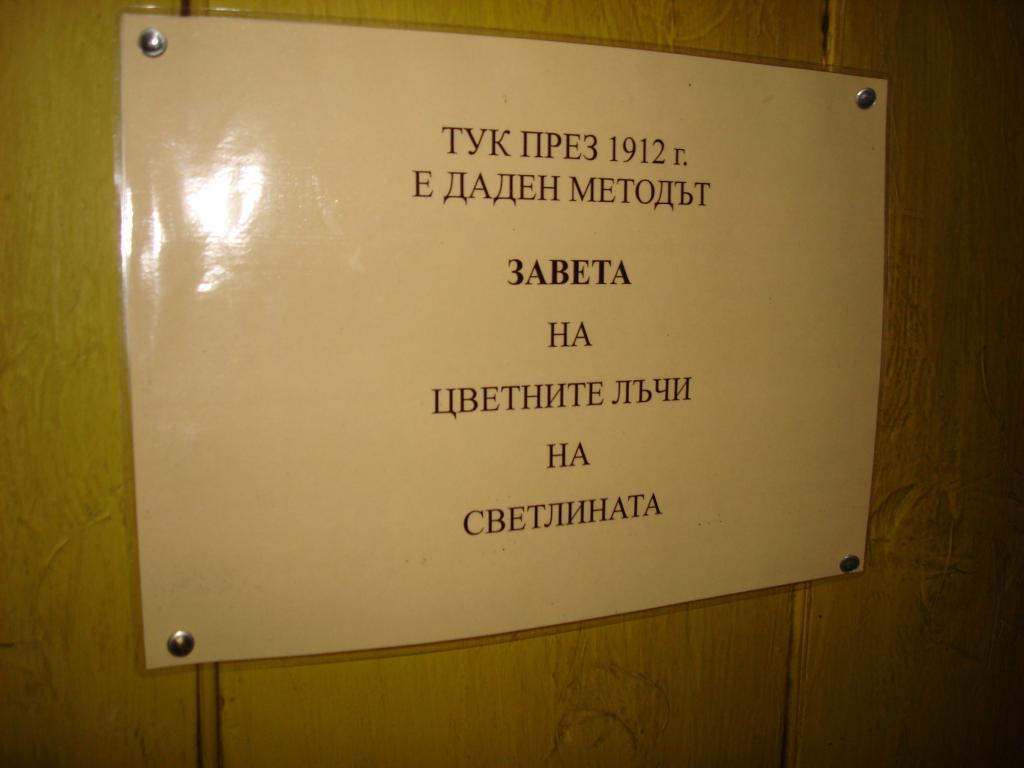 ТУК ПРЕЗ 1912 г.
Е ДАДЕН МЕТОДЪТ
ЗАВЕТА
НА
ЦВЕТНИТЕ ЛЪЧИ
НА
СВЕТЛИНАТА